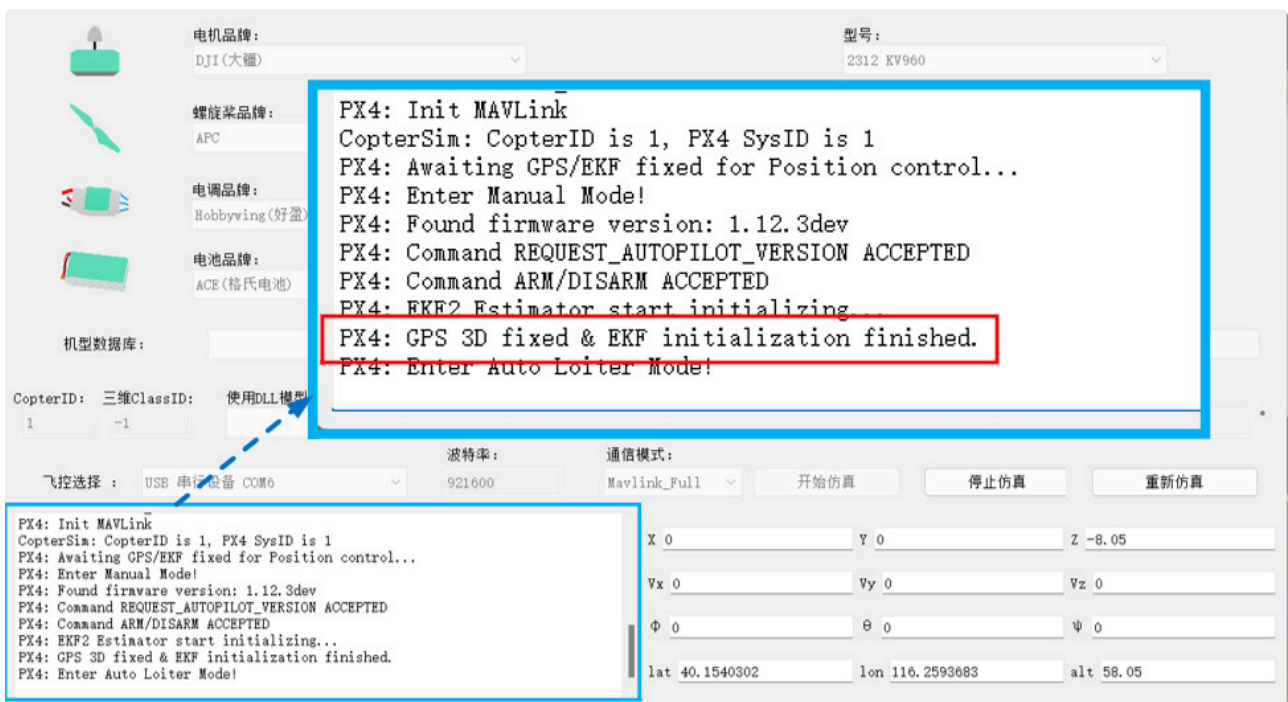 电机品牌：
型号：
DJI(大疆)
2312 KV960
螺旋桨品牌：
APC
电调品牌：
Hobbywing(好盈)
电池品牌：
ACE(格氏电池)
机型数据库：
PX4: Init MAVLink
CopterSim: CopterID is 1, PX4 SysID is 1
PX4: Awaiting GPS/EKF fixed for Position control...
PX4: Enter Manual Mode!
PX4: Found firmware version: 1.12.3dev
PX4: Command REQUEST_AUTOPILOT_VERSION ACCEPTED
PX4: Command ARM/DISARM ACCEPTED
PX4: EKF2 Estimator start initializing...
PX4: GPS 3D fixed & EKF initialization finished.
PX4: Enter Auto Loiter Mode!
CopterID: 三维ClassID: 使用DLL模型
1 -1 °
波特率： 通信模式：
飞控选择 ： USB 串行设备 COM6 921600 Mavlink_Full 开始仿真 停止仿真 重新仿真
PX4: Init MAVLink
CopterSim: CopterID is 1, PX4 SysID is 1
PX4: Awaiting GPS/EKF fixed for Position control...
PX4: Enter Manual Mode!
PX4: Found firmware version: 1.12.3dev
PX4: Command REQUEST_AUTOPILOT_VERSION ACCEPTED
PX4: Command ARM/DISARM ACCEPTED
PX4: EKF2 Estimator start initializing...
PX4: GPS 3D fixed & EKF initialization finished.
PX4: Enter Auto Loiter Mode!
X 0 Y 0 Z -8.05
Vx 0 Vy 0 Vz 0
Φ 0 θ 0 ψ 0
lat 40.1540302 lon 116.2593683 alt 58.05